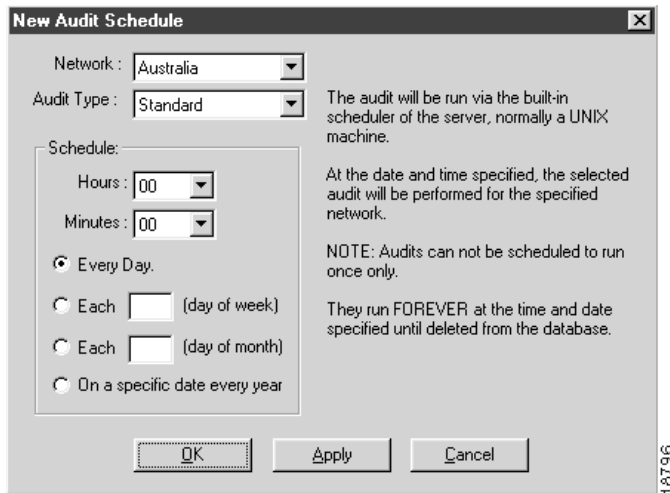 New Audit Schedule
Network : Australia
Audit Type : Standard
Schedule:
Hours : 00
Minutes : 00
Every Day.
Each (day of week)
Each (day of month)
On a specific date every year
The audit will be run via the built-in
scheduler of the server, normally a UNIX
machine.
At the date and time specified, the selected
audit will be performed for the specified
network.
NOTE: Audits can not be scheduled to run
once only.
They run FOREVER at the time and date
specified until deleted from the database.
OK
Apply
Cancel
18796